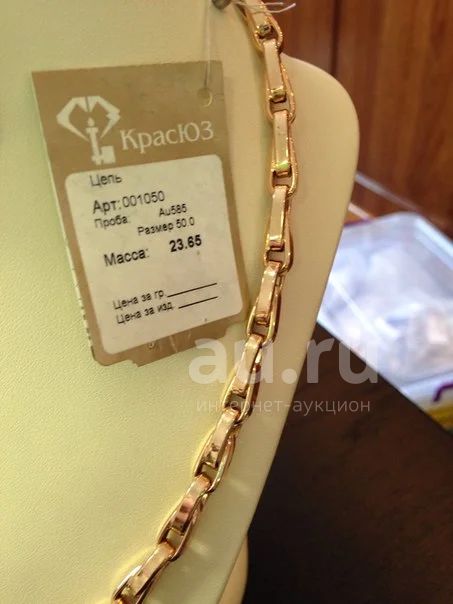 КрасЮЗ
Цепь
Арт:001050
Проба: Au585
Размер 50.0
Масса: 23.65
Цена за гр.
Цена за изд.
au.ru
интернет-аукцион